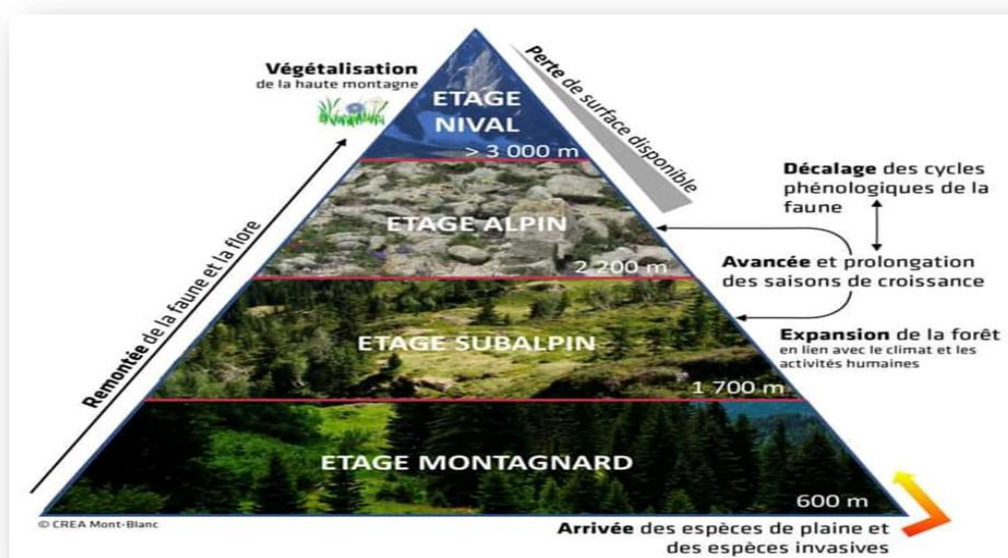 Végétalisation
de la haute montagne
Perte de surface disponible
ETAGE
NIVAL
> 3 000 m
Décalage des cycles
phénologiques de la
faune
ETAGE ALPIN
2 200 m
Avancée et prolongation
des saisons de croissance
Remontée de la faune et la flore
ETAGE SUBALPIN
1 700 m
Expansion de la forêt
en lien avec le climat et les
activités humaines
ETAGE MONTAGNARD
600 m
© CREA Mont-Blanc
Arrivée des espèces de plaine et
des espèces invasives